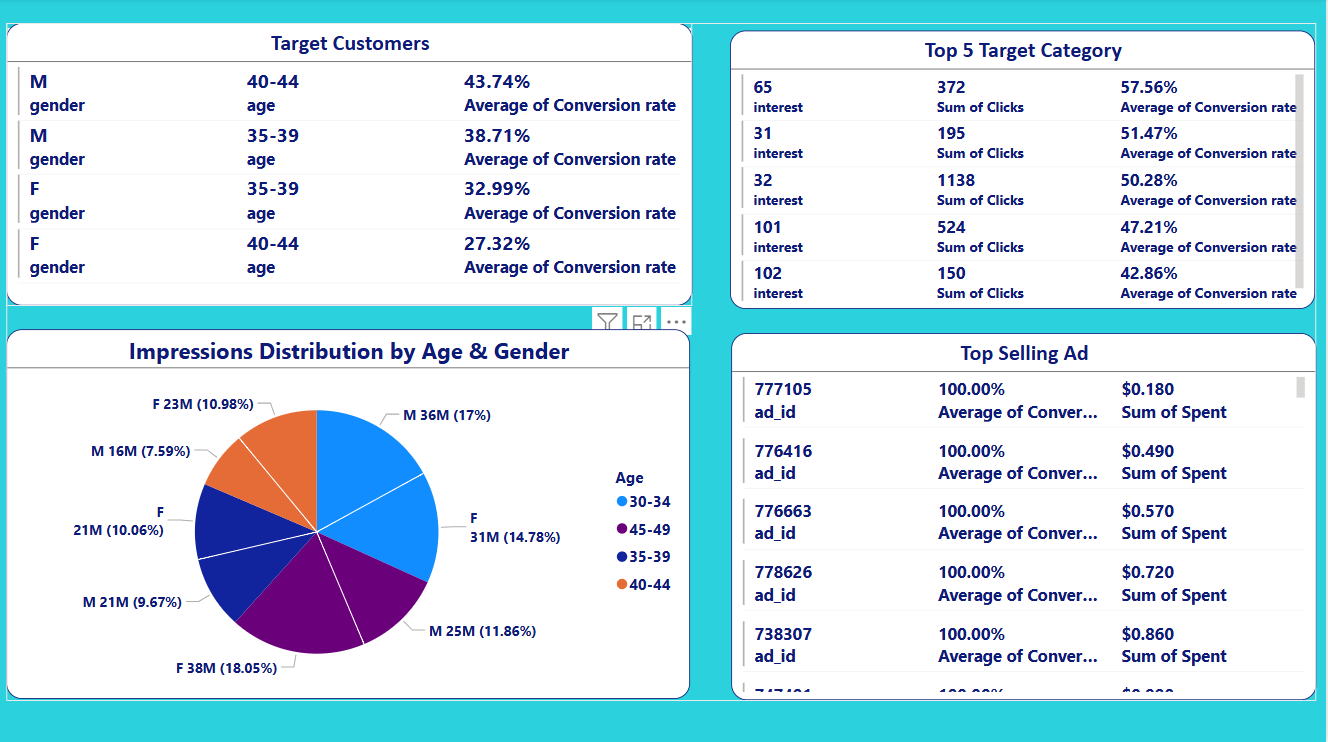 Target Customers
M 40-44 43.74%
gender age Average of Conversion rate
M 35-39 38.71%
gender age Average of Conversion rate
F 35-39 32.99%
gender age Average of Conversion rate
F 40-44 27.32%
gender age Average of Conversion rate
Top 5 Target Category
65 372 57.56%
interest Sum of Clicks Average of Conversion rate
31 195 51.47%
interest Sum of Clicks Average of Conversion rate
32 1138 50.28%
interest Sum of Clicks Average of Conversion rate
101 524 47.21%
interest Sum of Clicks Average of Conversion rate
102 150 42.86%
interest Sum of Clicks Average of Conversion rate
Impressions Distribution by Age & Gender
F 23M (10.98%)
M 36M (17%)
M 16M (7.59%)
F
21M (10.06%)
F
31M (14.78%)
M 21M (9.67%)
M 25M (11.86%)
F 38M (18.05%)
Age
30-34
45-49
35-39
40-44
Top Selling Ad
777105 100.00% $0.180
ad_id Average of Conver... Sum of Spent
776416 100.00% $0.490
ad_id Average of Conver... Sum of Spent
776663 100.00% $0.570
ad_id Average of Conver... Sum of Spent
778626 100.00% $0.720
ad_id Average of Conver... Sum of Spent
738307 100.00% $0.860
ad_id Average of Conver... Sum of Spent